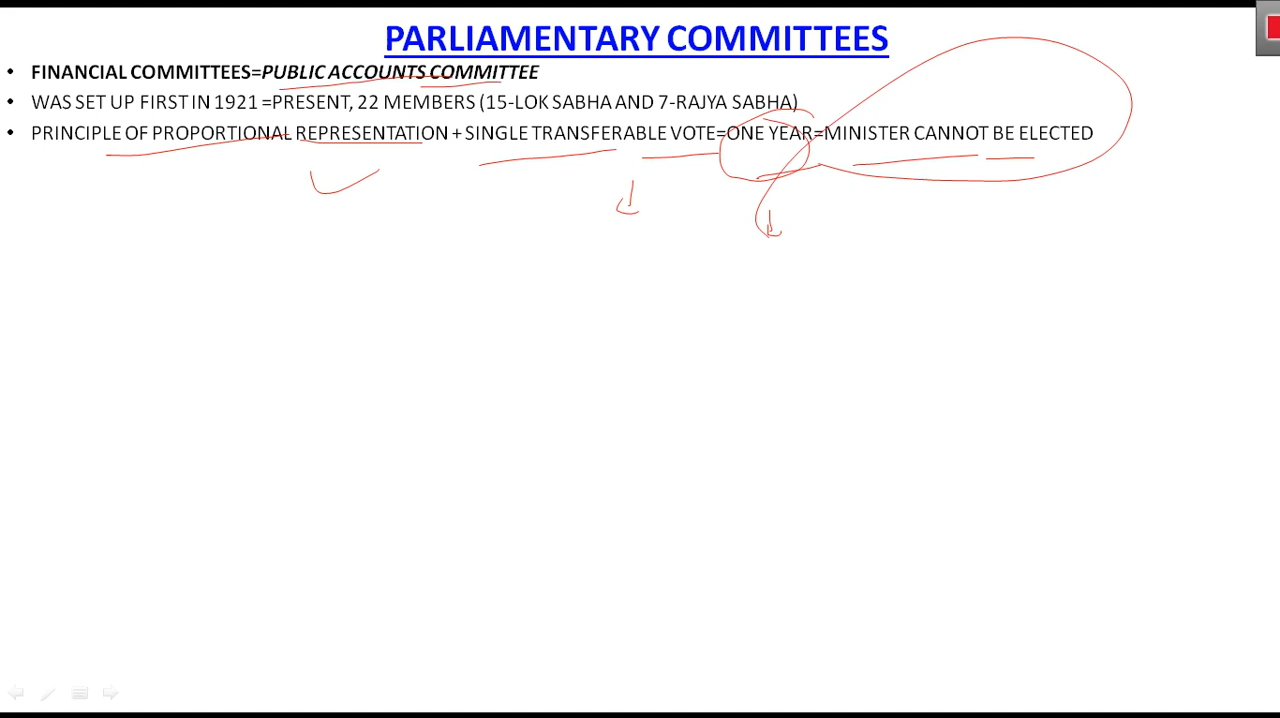 PARLIAMENTARY COMMITTEES
• FINANCIAL COMMITTEES=PUBLIC ACCOUNTS COMMITTEE
• WAS SET UP FIRST IN 1921 =PRESENT, 22 MEMBERS (15-LOK SABHA AND 7-RAJYA SABHA)
• PRINCIPLE OF PROPORTIONAL REPRESENTATION + SINGLE TRANSFERABLE VOTE=ONE YEAR=MINISTER CANNOT BE ELECTED